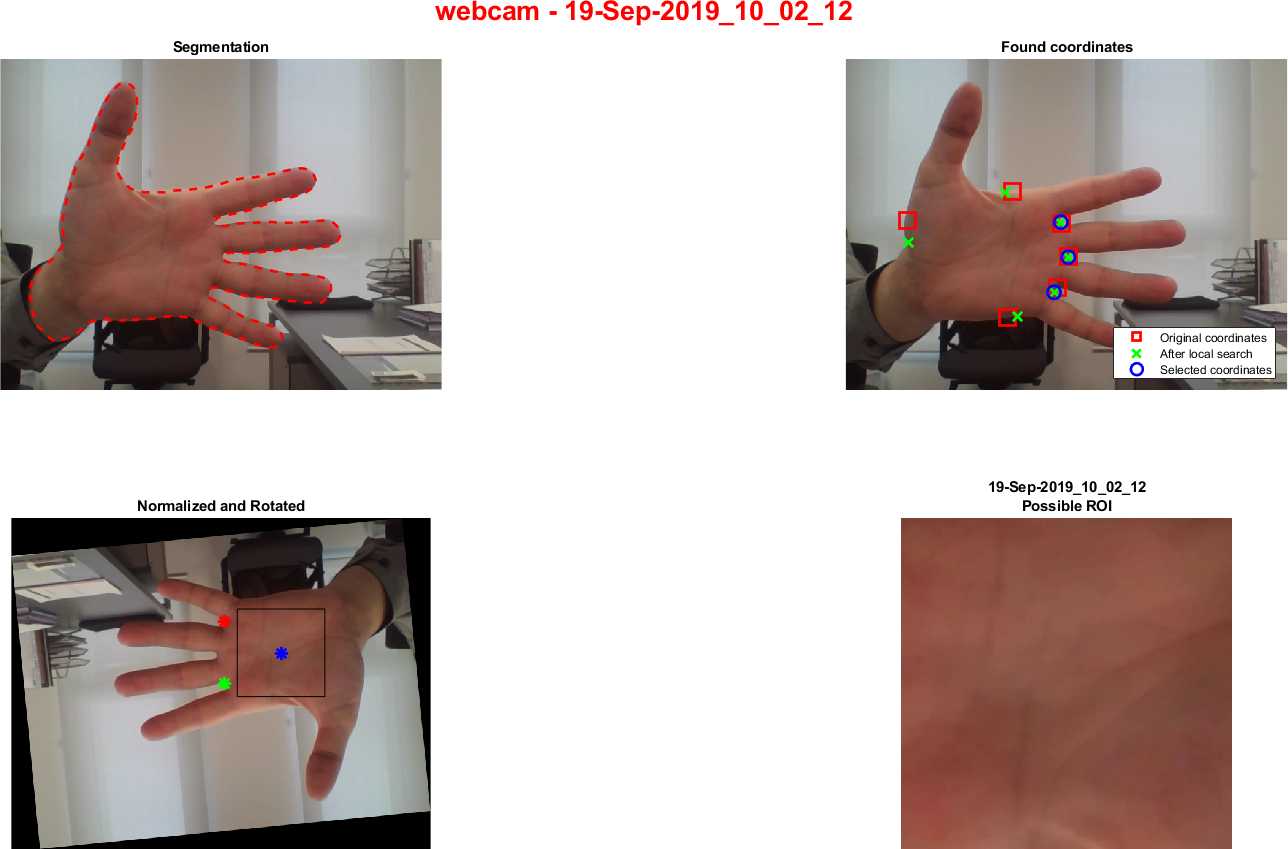 webcam - 19-Sep-2019_10_02_12
Segmentation
Found coordinates
Original coordinates
After local search
Selected coordinates
Normalized and Rotated
19-Sep-2019_10_02_12
Possible ROI